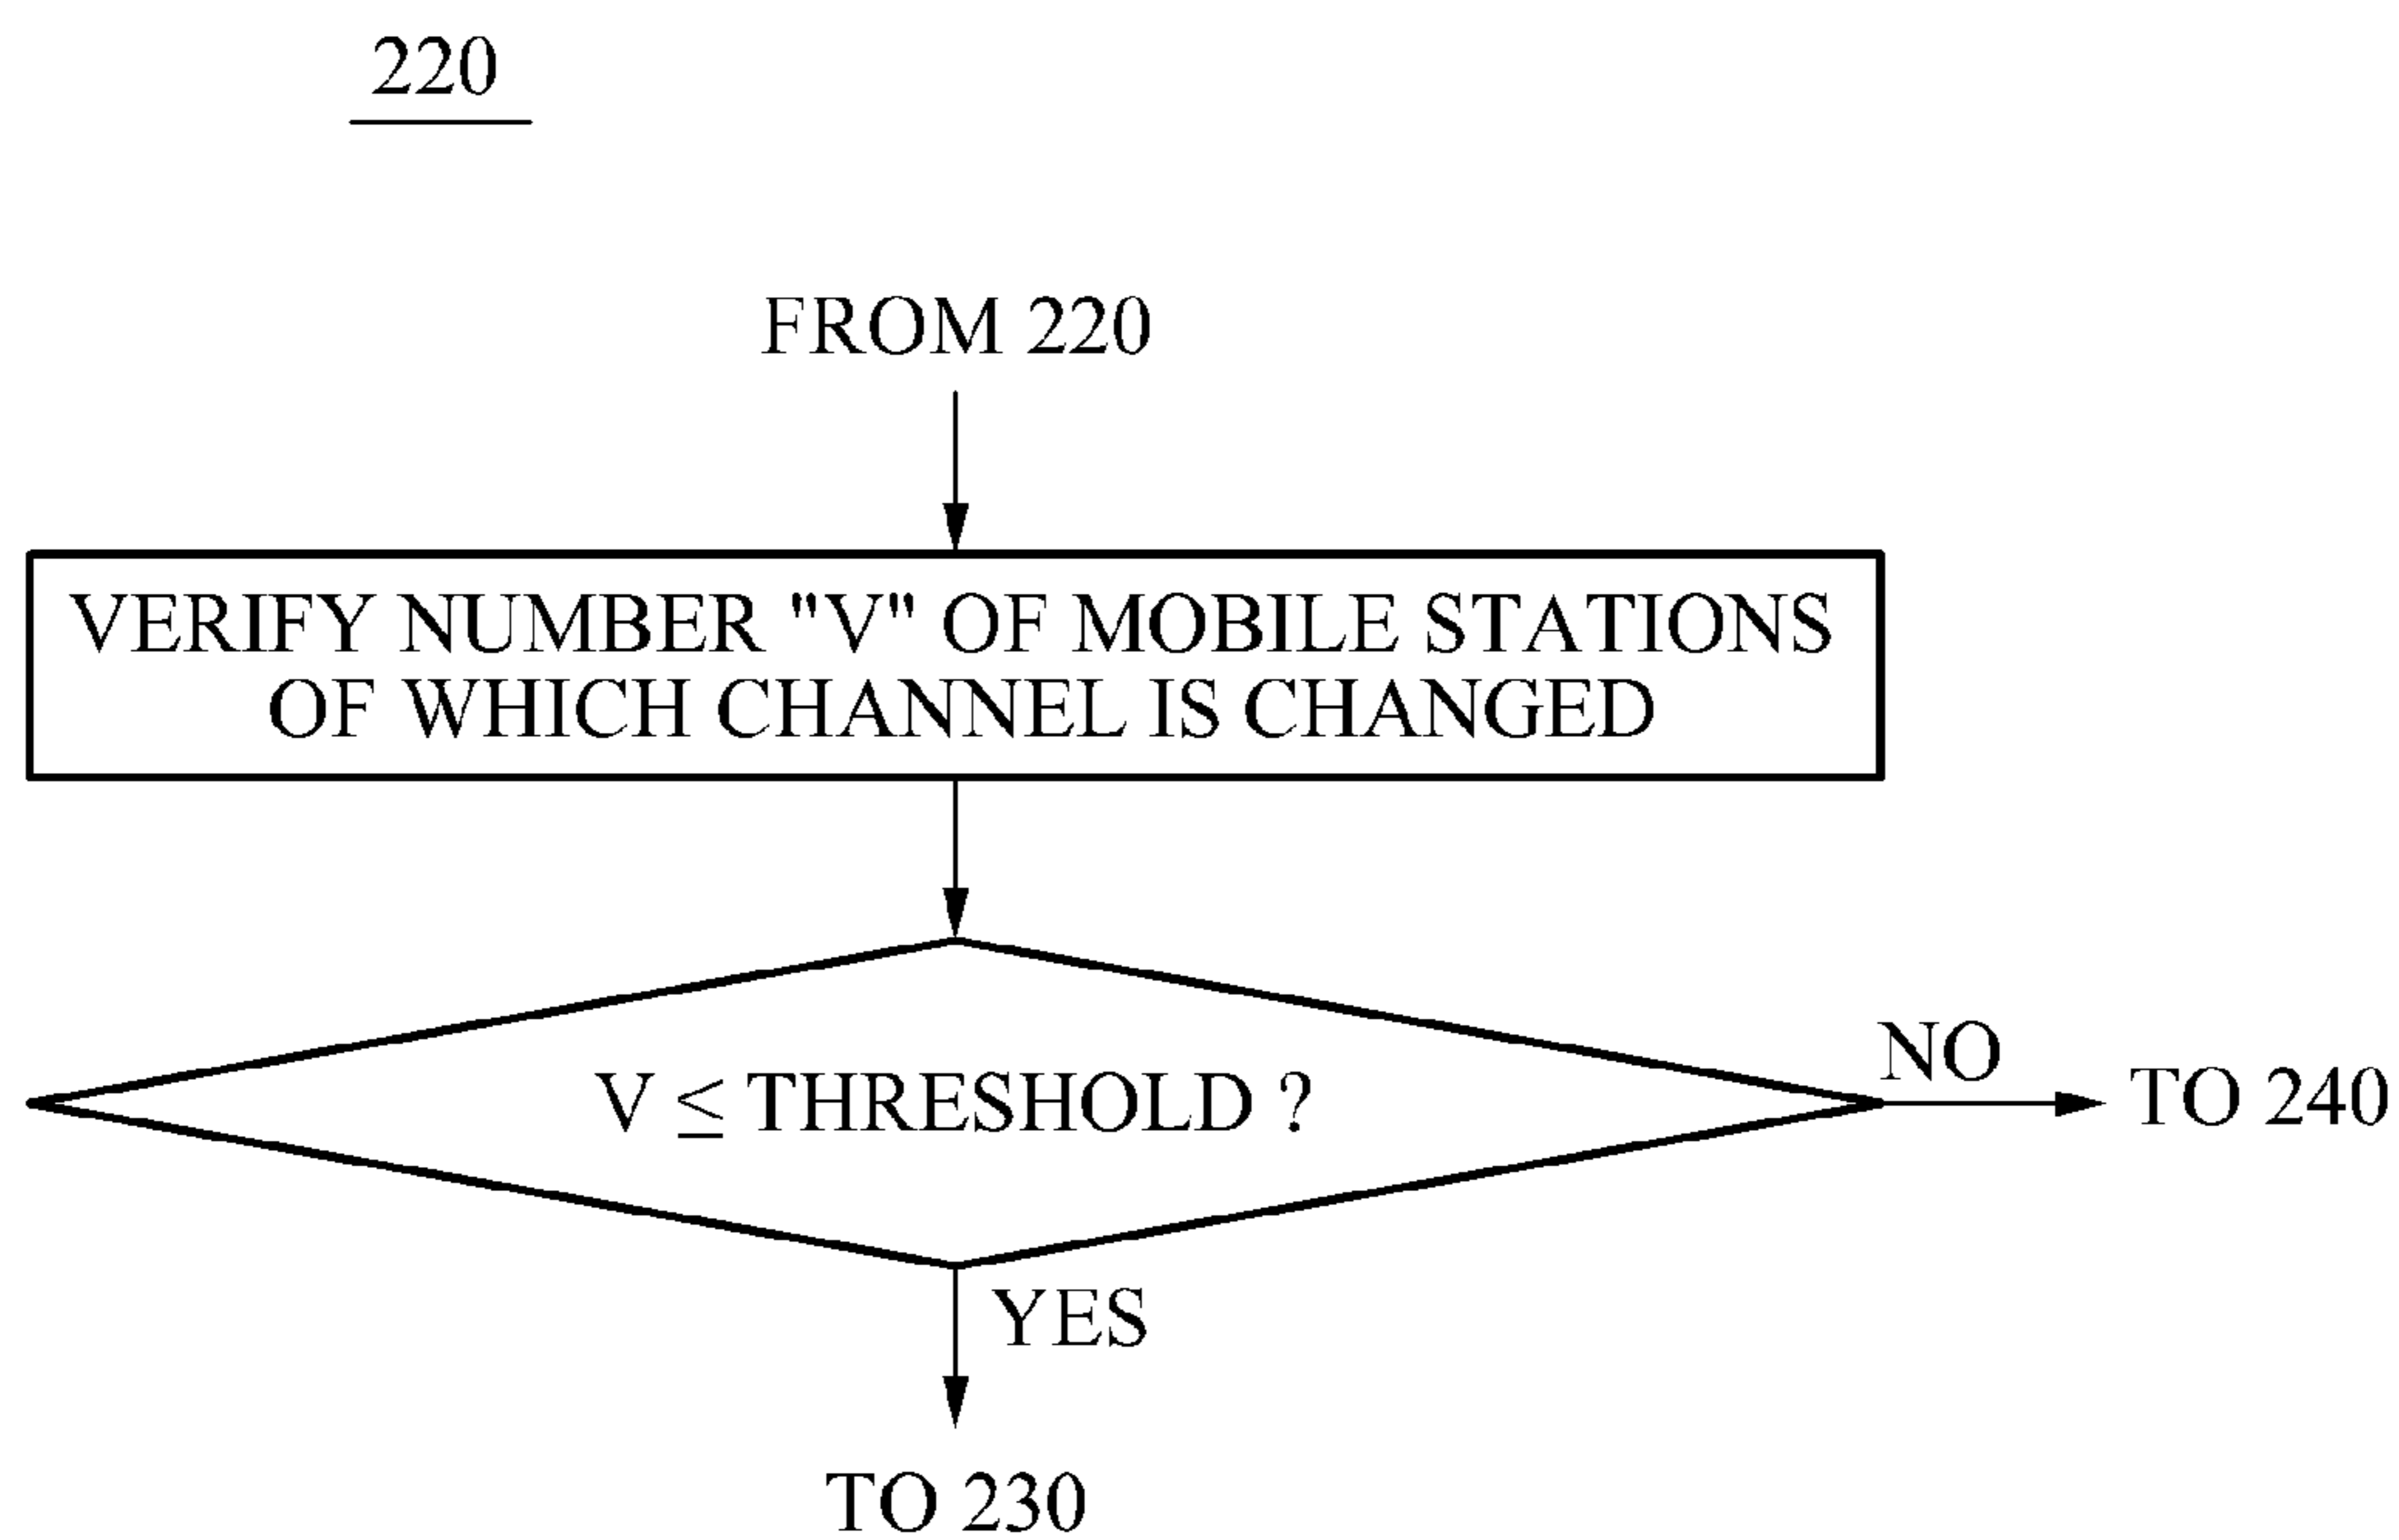 220
FROM 220
VERIFY NUMBER "V" OF MOBILE STATIONS
OF WHICH CHANNEL IS CHANGED
V ≤ THRESHOLD ?
NO
TO 240
YES
TO 230